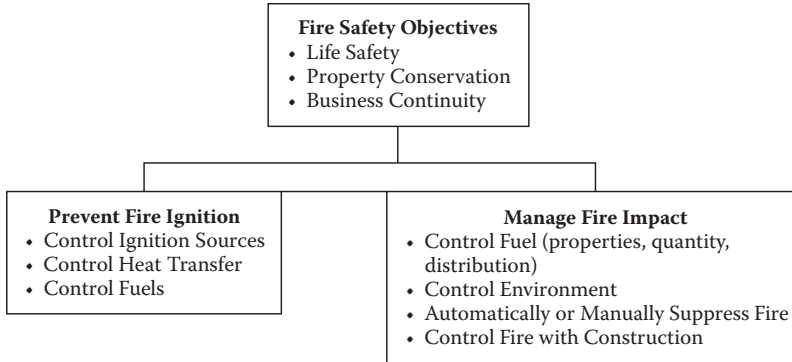 Fire Safety Objectives
• Life Safety
• Property Conservation
• Business Continuity
Prevent Fire Ignition
• Control Ignition Sources
• Control Heat Transfer
• Control Fuels
Manage Fire Impact
• Control Fuel (properties, quantity,
distribution)
• Control Environment
• Automatically or Manually Suppress Fire
• Control Fire with Construction